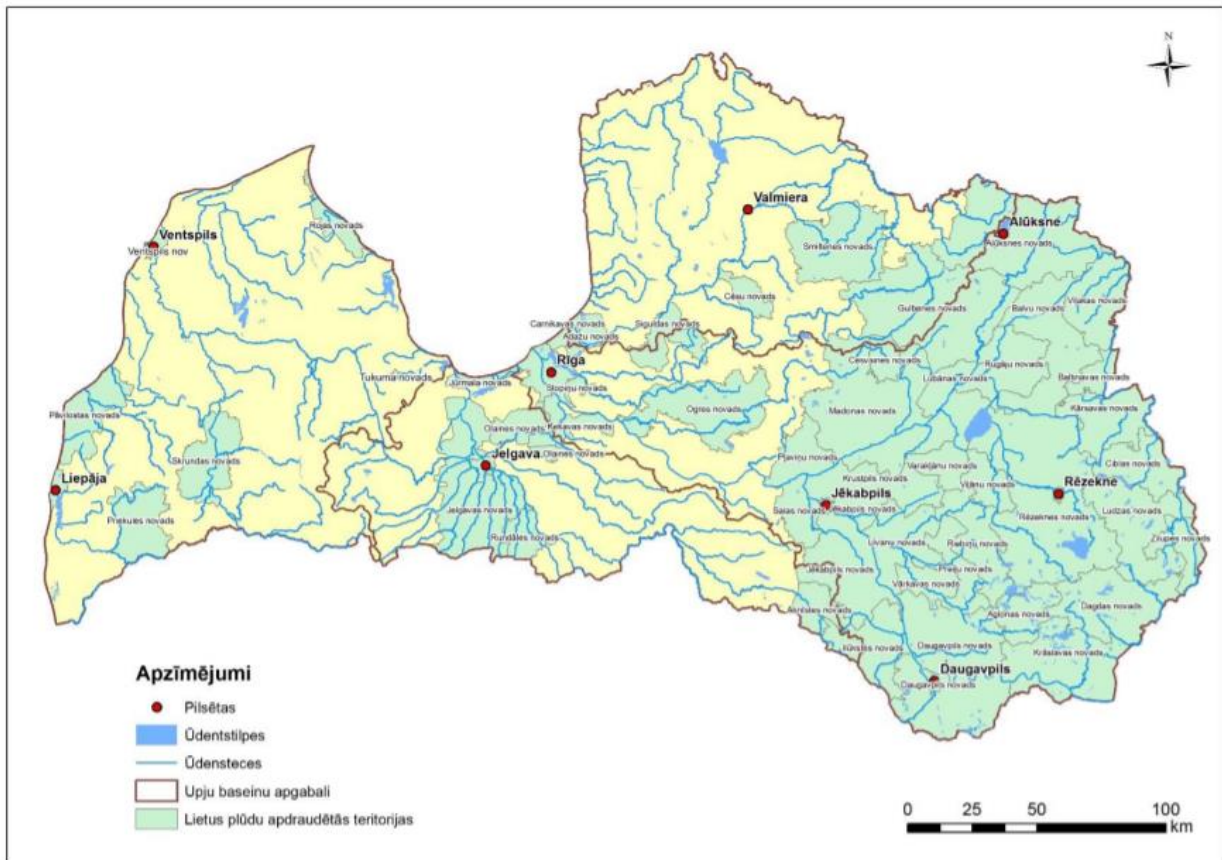 N
Valmiera
Alūksne
Alūksnes novads
Rojas novads
Ventspils
Ventspils nov
Smiltenes novads
Cēsu novads
Gulbenes novads
Balvu novads
Viļakas novads
Carnikavas novads
Siguldas novads
Ādažu novads
Rīga
Cesvaines novads
Rugāju novads
Lubānas novads
Baltinavas novads
Tukuma novads
Jūrmala novads
Stopiņu novads
Ogres novads
Madonas novads
Kārsavas novads
Pāvilostas novads
Olaines novads
Ķekavas novads
Jelgava
Olaines novads
Pļaviņu novads
Varakļānu novads
Ciblas novads
Skrundas novads
Krustpils novads
Viļānu novads
Rēzekne
Liepāja
Jēkabpils
Salas novads
Jēkabpils novads
Ludzas novads
Rēzeknes novads
Jelgavas novads
Priekules novads
Rundāles novads
Līvānu novads
Riebiņu novads
Zilupes novads
Jēkabpils novads
Preiļu novads
Vārkavas novads
Aknīstes novads
Aglonas novads
Dagdas novads
Ilūkstes novads
Daugavpils novads
Krāslavas novads
Daugavpils
Daugavpils novads
Apzīmējumi
Pilsētas
Ūdentstilpes
Ūdensteces
Upju baseinu apgabali
Lietus plūdu apdraudētās teritorijas
0 25 50 100
km